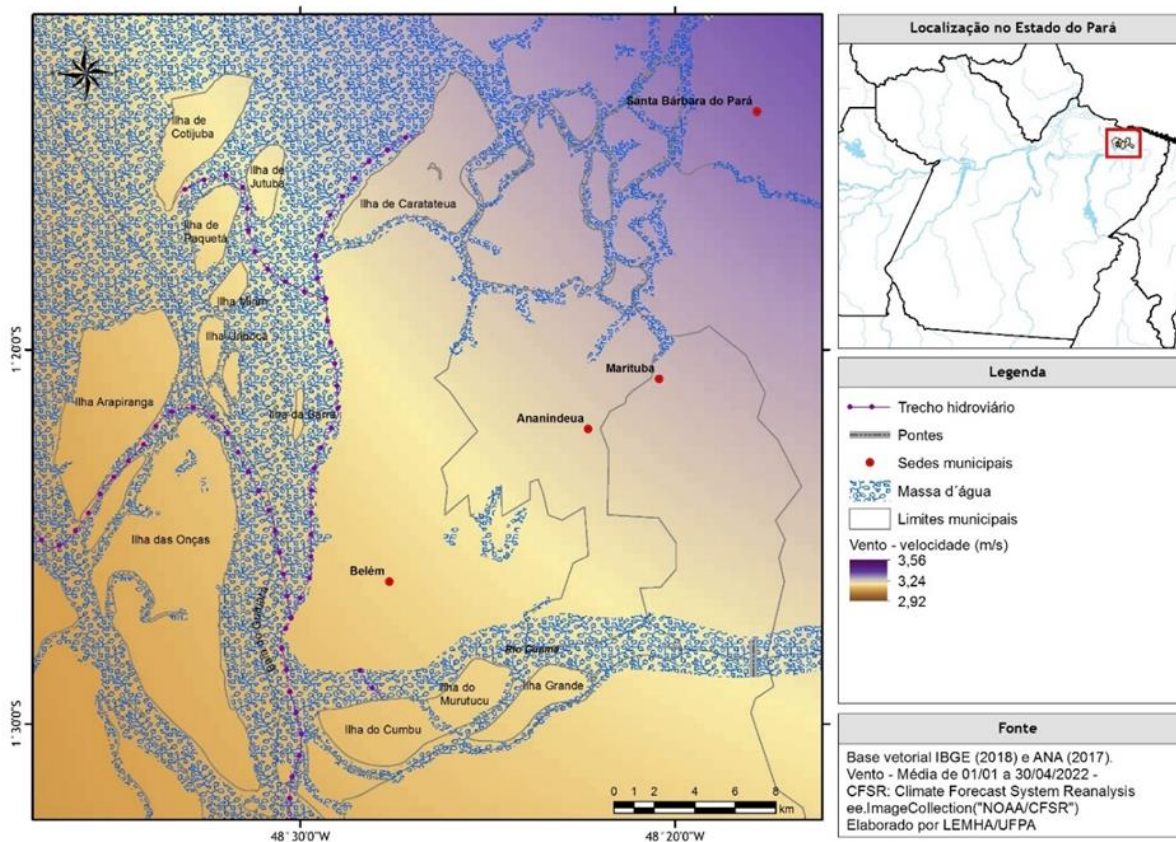 Santa Bárbara do Pará
Ilha de
Cotijuba
Ilha de
Jutuba
Ilha de Caratateua
Ilha de
Paquetá
Ilha Mirim
Ilha Jutuba
Marituba
Ilha Arapiranga
Ilha da Barra
Ananindeua
Ilha das Onças
Belém
Rio Guamá
Ilha do
Murutucu
Ilha Grande
Ilha do Cumbu
1°20'0"S
1°30'0"S
0 1 2 4 6 8
km
48°30'0"W
48°20'0"W
Localização no Estado do Pará
Legenda
Trecho hidroviário
Pontes
Sedes municipais
Massa d´água
Limites municipais
Vento - velocidade (m/s)
3,56
3,24
2,92
Fonte
Base vetorial IBGE (2018) e ANA (2017).
Vento - Média de 01/01 a 30/04/2022 -
CFSR: Climate Forecast System Reanalysis
ee.ImageCollection("NOAA/CFSR")
Elaborado por LEMHA/UFPA